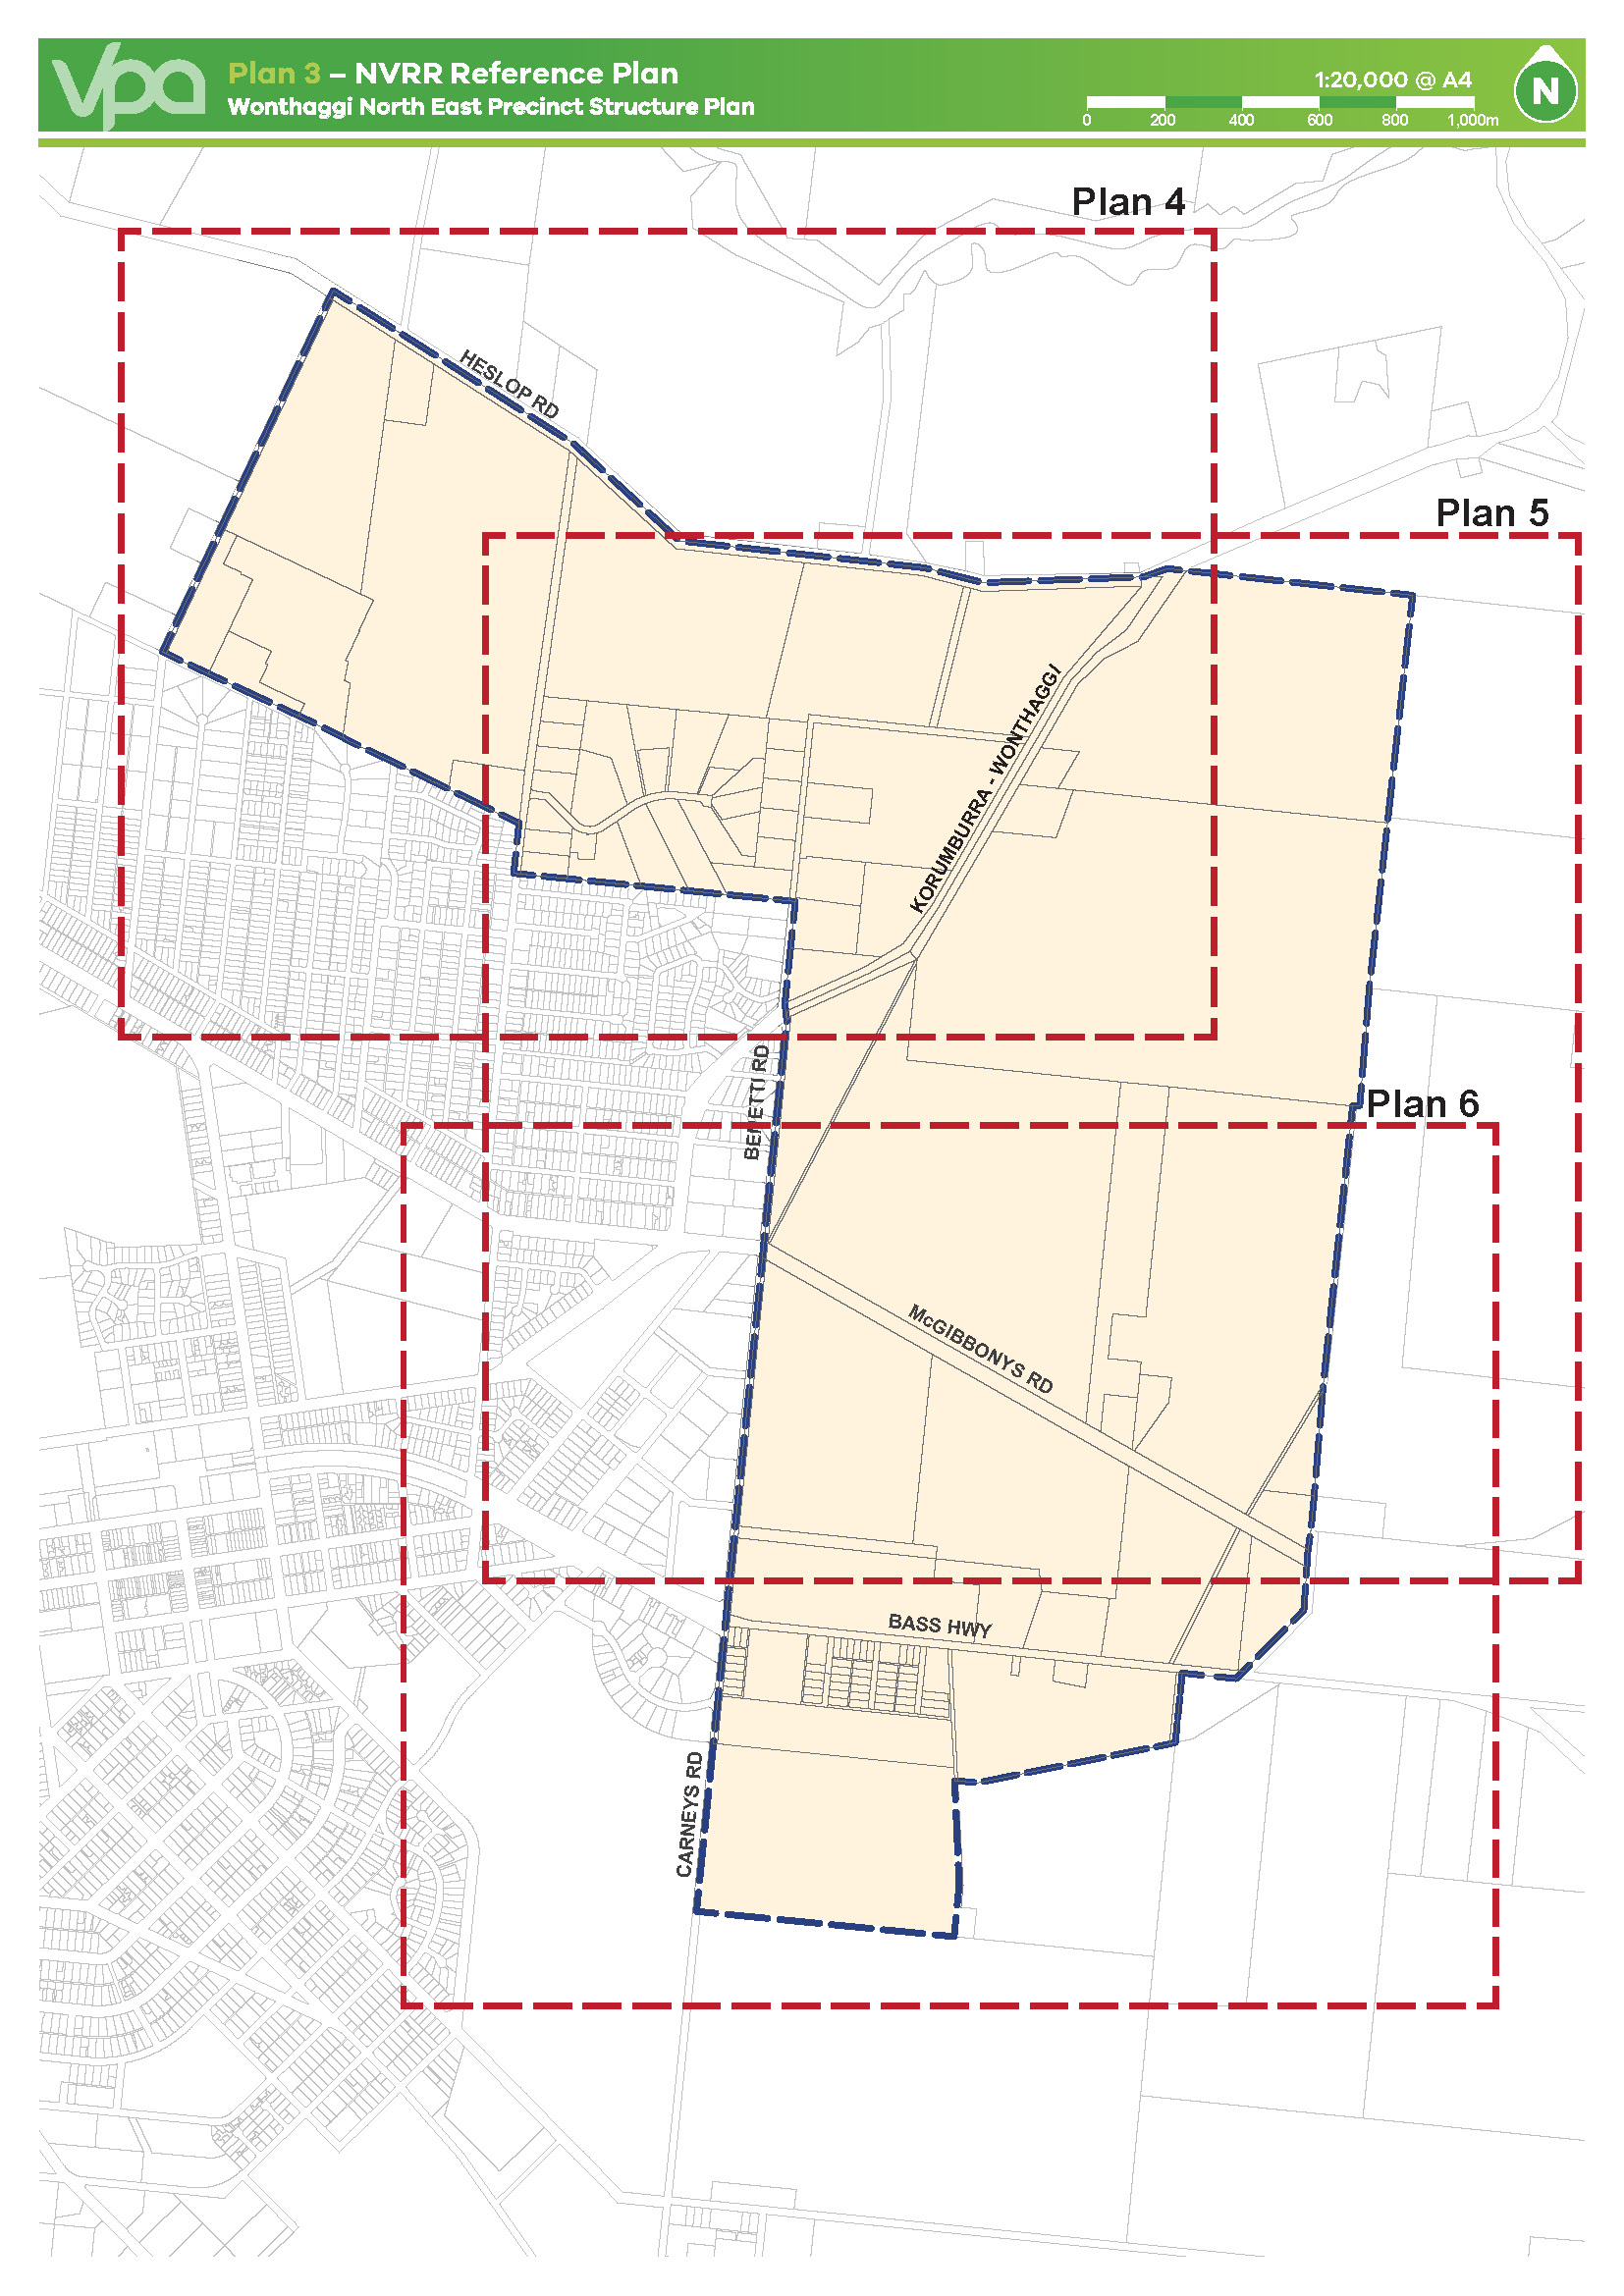 vpa
Plan 3 – NVRR Reference Plan
Wonthaggi North East Precinct Structure Plan
1:20,000 @ A4
0 200 400 600 800 1,000m
N
Plan 4
HESLOP RD
Plan 5
KORUMBURRA - WONTHAGGI
BENETTI RD
Plan 6
McGIBBONYS RD
BASS HWY
CARNEYS RD